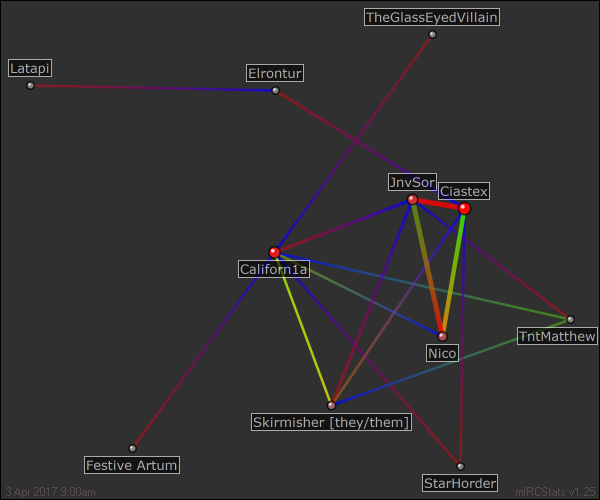 TheGlassEyedVillain
Latapi
Elrontur
JnvSor
Ciastex
Californ1a
TntMatthew
Nico
Skirmisher [they/them]
Festive Artum
StarHorder
3 Apr 2017 9:00am
mIRCStats v1.25